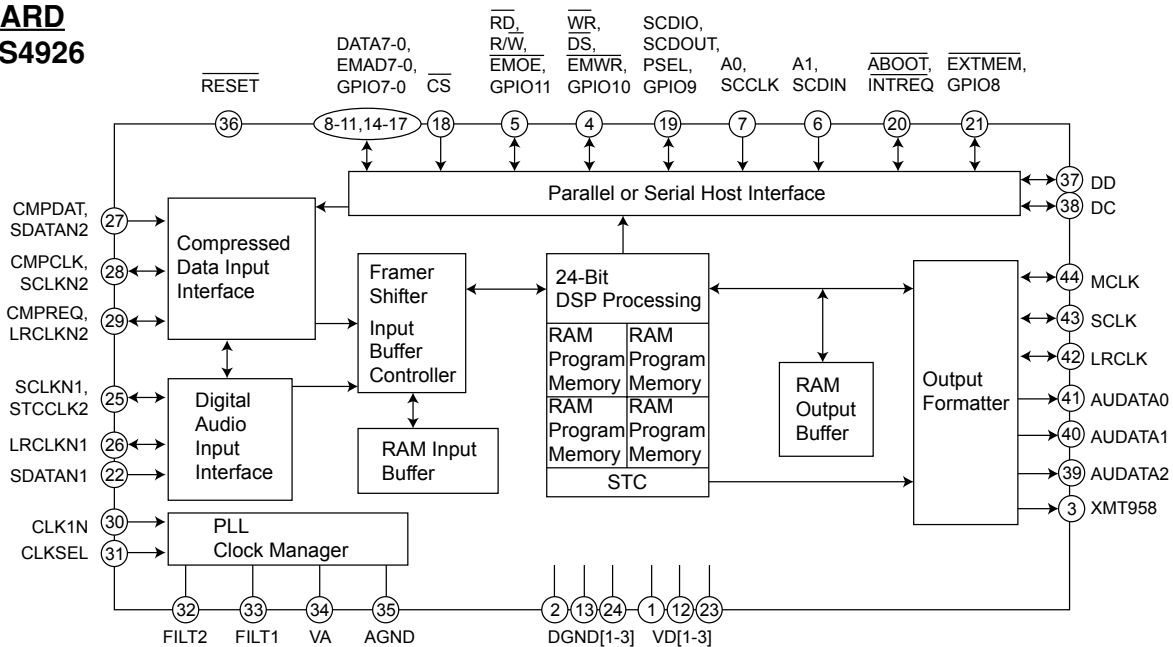 ARD
S4926
RESET
DATA7-0,
EMAD7-0,
GPIO7-0
CS
RD,
R/W,
EMOE,
GPIO11
WR,
DS,
EMWR,
GPIO10
SCDIO,
SCDOUT,
PSEL,
GPIO9
A0,
SCCLK
A1,
SCDIN
ABOOT,
INTREQ
EXTMEM,
GPIO8
36
8-11,14-17
18
5
4
19
7
6
20
21
Parallel or Serial Host Interface
37 DD
38 DC
CMPDAT,
SDATAN2
27
CMPCLK,
SCLKN2
28
CMPREQ,
LRCLKN2
29
Compressed
Data Input
Interface
Framer
Shifter
Input
Buffer
Controller
24-Bit
DSP Processing
RAM
Program
Memory
RAM
Program
Memory
RAM
Program
Memory
RAM
Program
Memory
STC
RAM
Output
Buffer
Output
Formatter
44 MCLK
43 SCLK
42 LRCLK
41 AUDATA0
40 AUDATA1
39 AUDATA2
3 XMT958
SCLKN1,
STCCLK2
25
LRCLKN1 26
SDATAN1 22
Digital
Audio
Input
Interface
RAM Input
Buffer
CLK1N 30
CLKSEL 31
PLL
Clock Manager
32
33
34
35
2
13
24
1
12
23
FILT2
FILT1
VA
AGND
DGND[1-3]
VD[1-3]